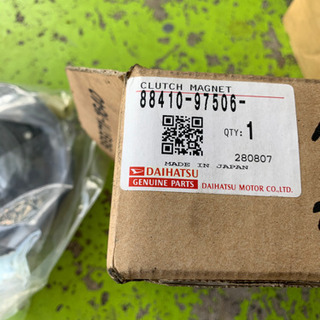 CLUTCH MAGNET
88410-97506-
QTY: 1
280807
MADE IN JAPAN
DAIHATSU
GENUINE PARTS DAIHATSU MOTOR CO.,LTD.